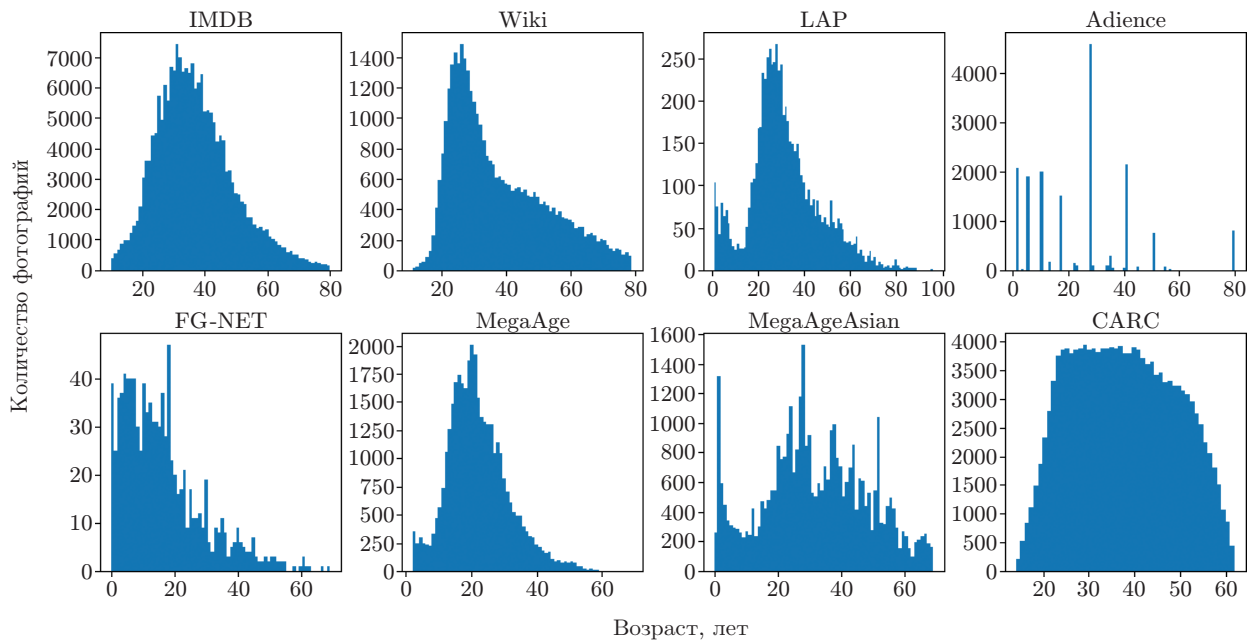 IMDB Wiki LAP Adience
7000 1400 250 4000
6000 1200 200 3000
5000 1000 150 2000
4000 800 100 1000
3000 600 50 0
2000 400 0
1000 200
0 0
20 40 60 80 20 40 60 80 0 20 40 60 80 100 0 20 40 60 80
Количество фотографий
FG-NET MegaAge MegaAgeAsian CARC
40 2000 1600 4000
30 1750 1400 3500
20 1500 1200 3000
10 1250 1000 2500
0 1000 800 2000
750 600 1500
500 400 1000
250 200 500
0 0 0
0 20 40 60 0 20 40 60 0 20 40 60 20 30 40 50 60
Возраст, лет